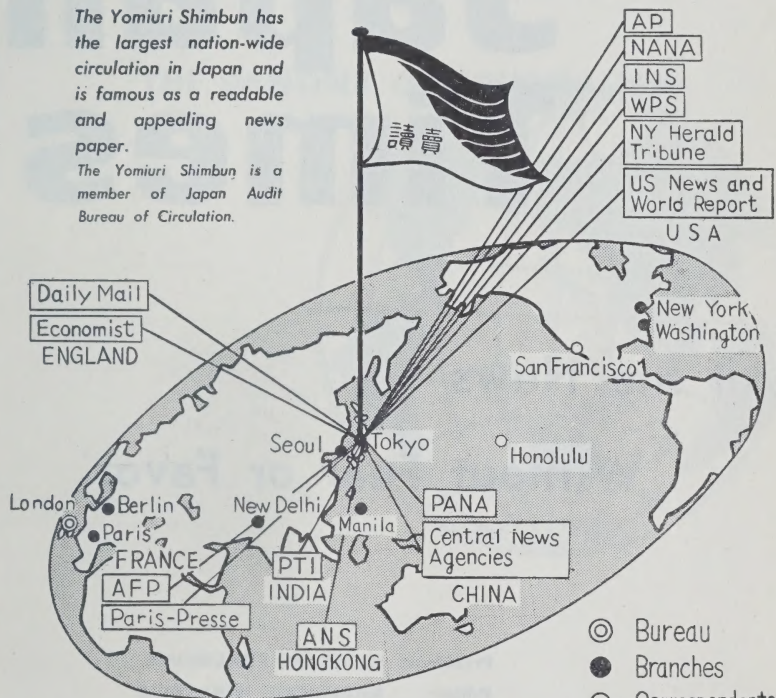 The Yomiuri Shimbun has
the largest nation-wide
circulation in Japan and
is famous as a readable
and appealing news
paper.
The Yomiuri Shimbun is a
member of Japan Audit
Bureau of Circulation.
讀賣
AP
NANA
INS
WPS
NY Herald
Tribune
US News and
World Report
USA
Daily Mail
Economist
ENGLAND
New York
Washington
San Francisco
Seoul
Tokyo
Honolulu
London
Berlin
Paris
New Delhi
Manila
PANA
Central News
Agencies
CHINA
FRANCE
AFP
Paris-Presse
PTI
INDIA
ANS
HONGKONG
Bureau
Branches